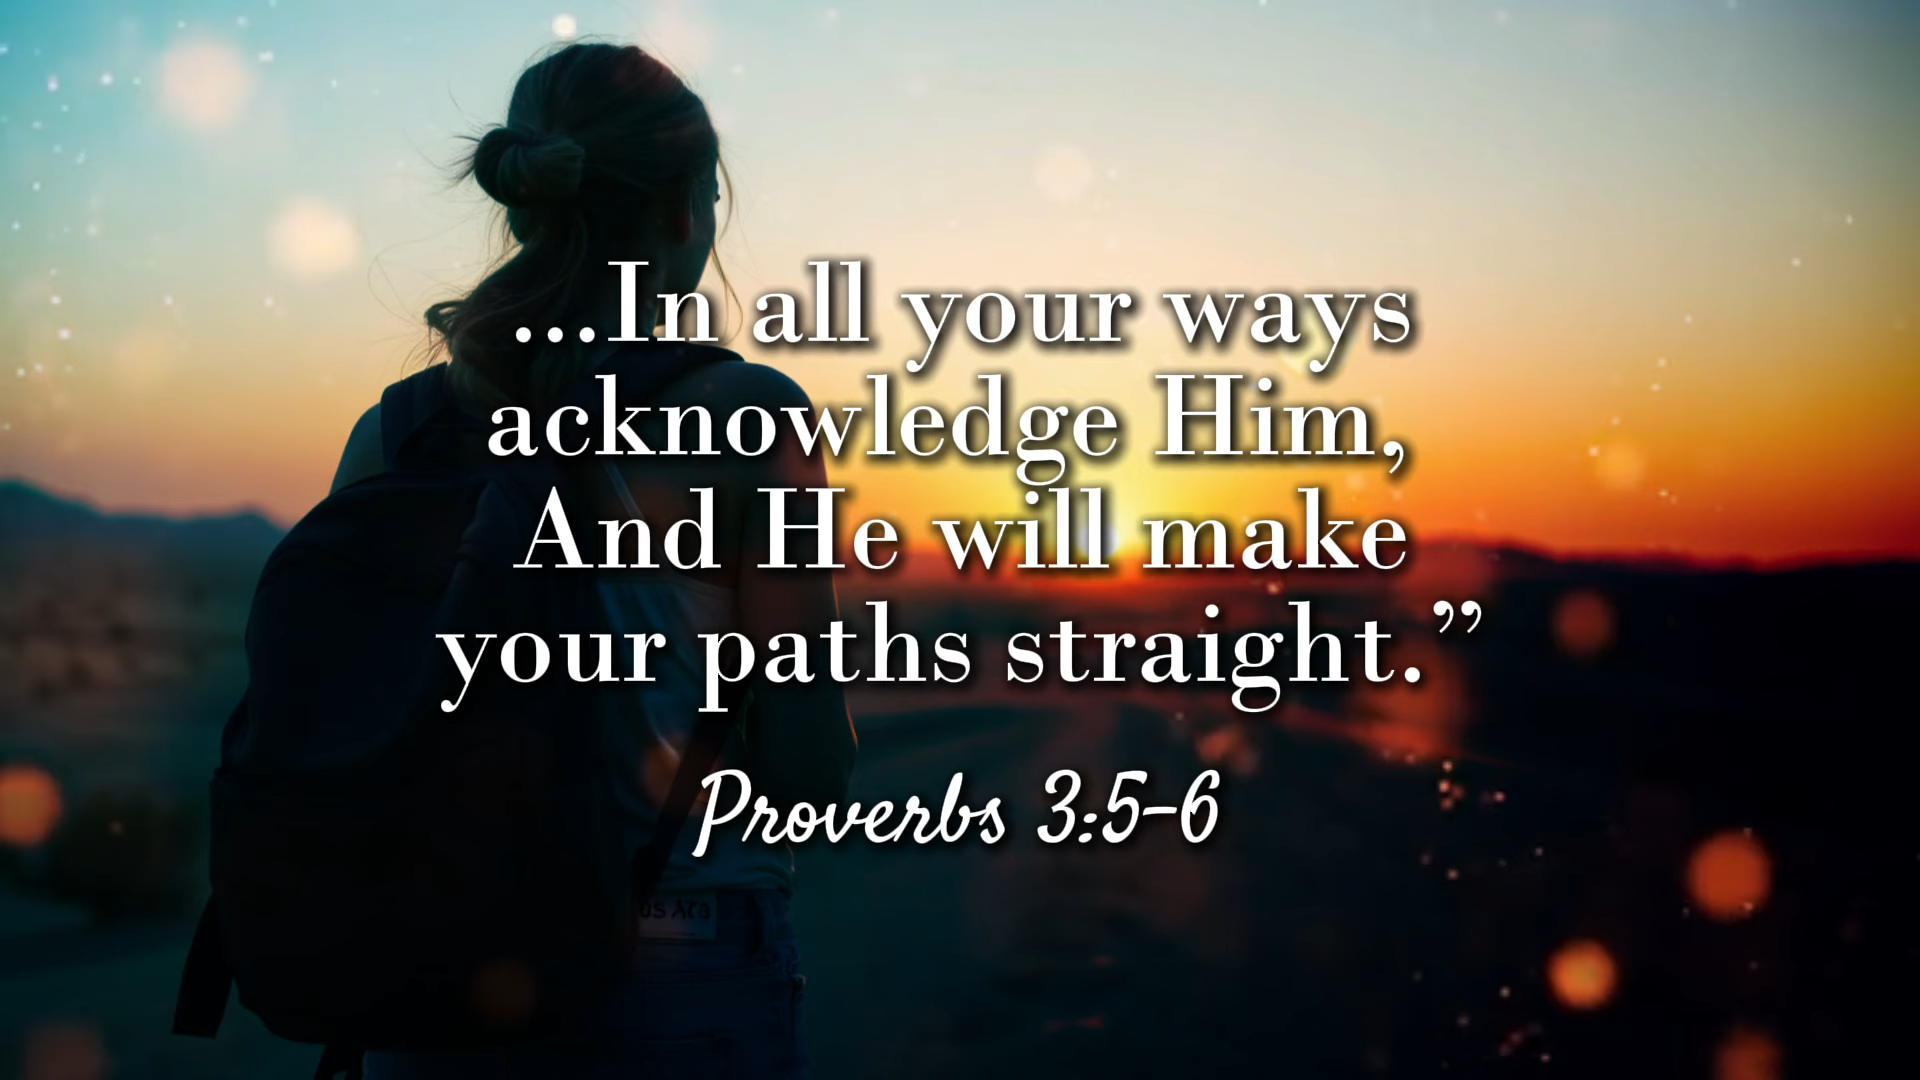 ...In all your ways
acknowledge Him,
And He will make
your paths straight.”
Proverbs 3:5-6